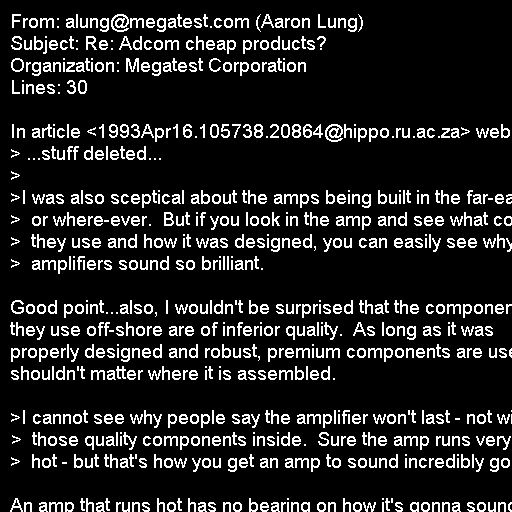 From: alung@megatest.com (Aaron Lung)
Subject: Re: Adcom cheap products?
Organization: Megatest Corporation
Lines: 30

In article <1993Apr16.105738.20864@hippo.ru.ac.za> web
> ...stuff deleted...
>
>I was also sceptical about the amps being built in the far-ea
>  or where-ever.  But if you look in the amp and see what co
>  they use and how it was designed, you can easily see why
>  amplifiers sound so brilliant.

Good point...also, I wouldn't be surprised that the componen
they use off-shore are of inferior quality.  As long as it was
properly designed and robust, premium components are use
shouldn't matter where it is assembled.

>I cannot see why people say the amplifier won't last - not wi
>  those quality components inside.  Sure the amp runs very
>  hot - but that's how you get an amp to sound incredibly go

An amp that runs hot has no bearing on how it's gonna soun